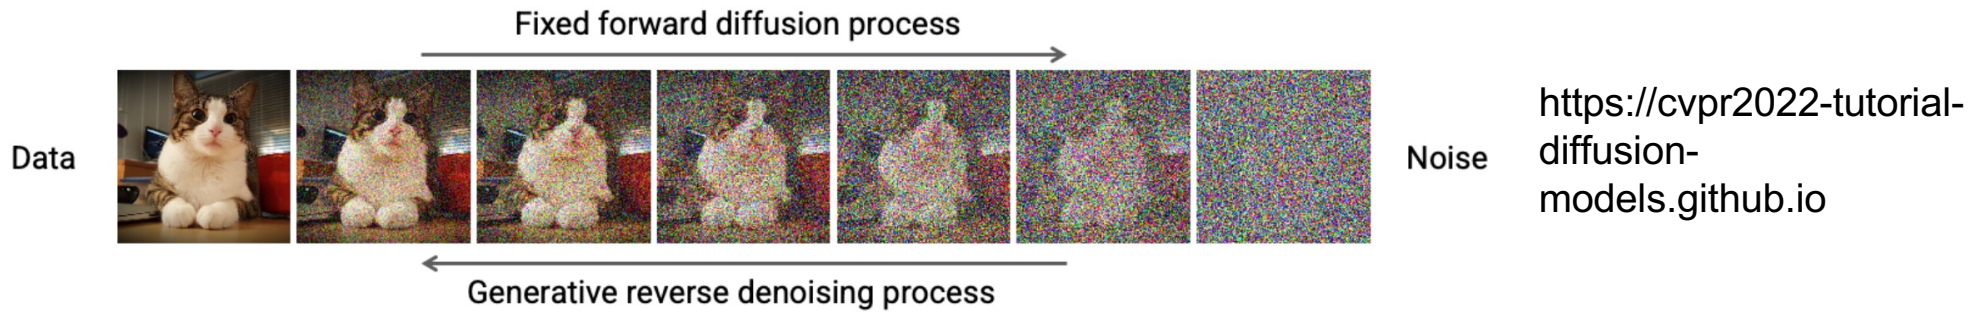 Fixed forward diffusion process
Data
Noise
https://cvpr2022-tutorial-
diffusion-
models.github.io
Generative reverse denoising process